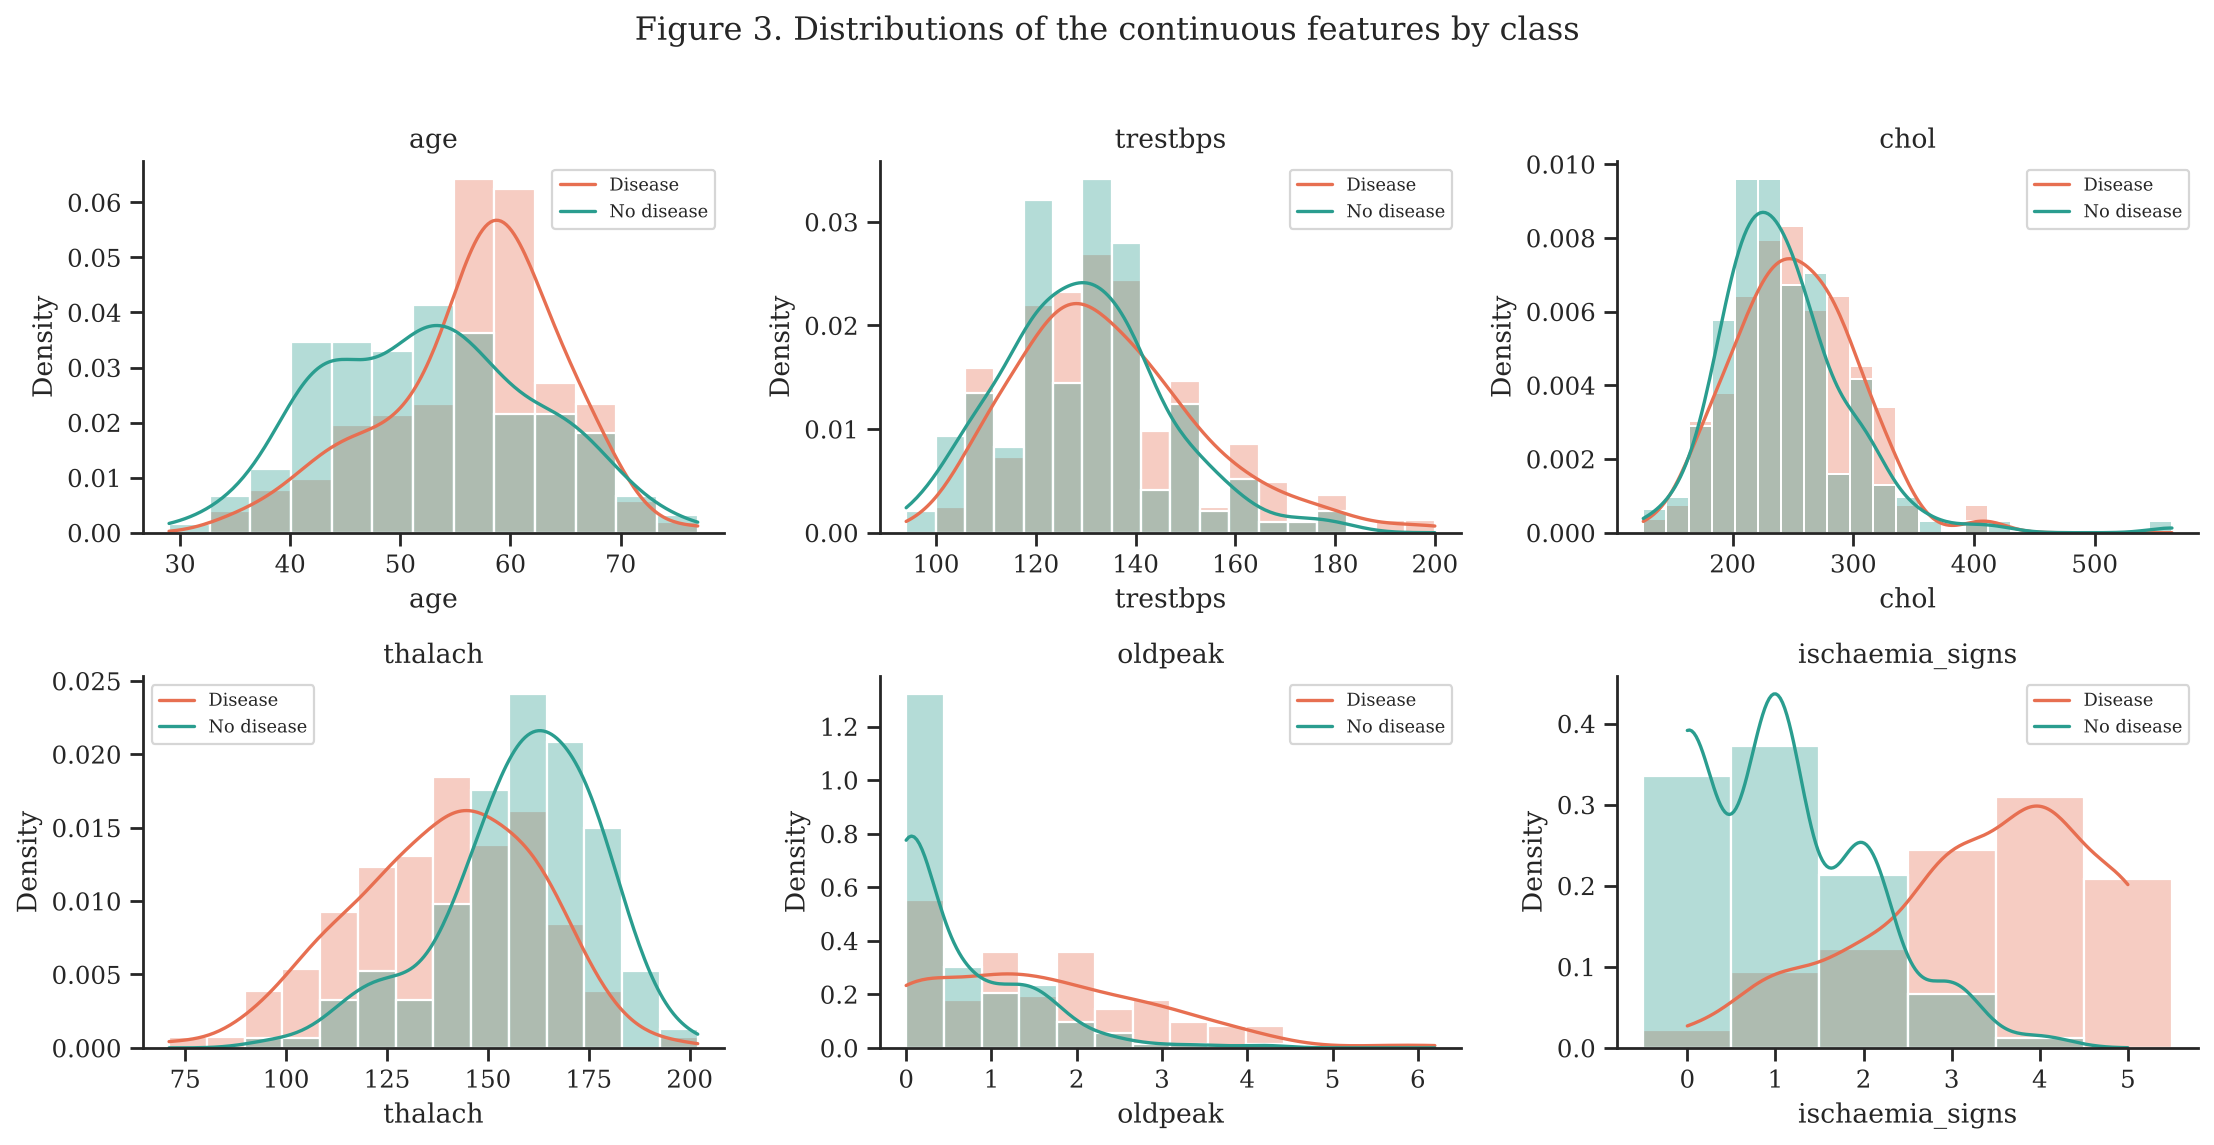 Figure 3. Distributions of the continuous features by class
age
Density
0.06
0.05
0.04
0.03
0.02
0.01
0.00
30 40 50 60 70
age
Disease
No disease
trestbps
Density
0.03
0.02
0.01
0.00
100 120 140 160 180 200
trestbps
Disease
No disease
chol
Density
0.010
0.008
0.006
0.004
0.002
0.000
200 300 400 500
chol
Disease
No disease
thalach
Density
0.025
0.020
0.015
0.010
0.005
0.000
75 100 125 150 175 200
thalach
Disease
No disease
oldpeak
Density
1.2
1.0
0.8
0.6
0.4
0.2
0.0
0 1 2 3 4 5 6
oldpeak
Disease
No disease
ischaemia_signs
Density
0.4
0.3
0.2
0.1
0.0
0 1 2 3 4 5
ischaemia_signs
Disease
No disease